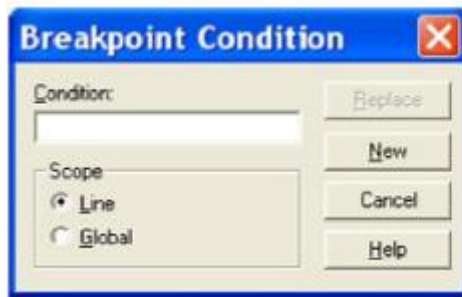 Breakpoint Condition
Condition:
Replace
New
Scope
Line
Cancel
Global
Help